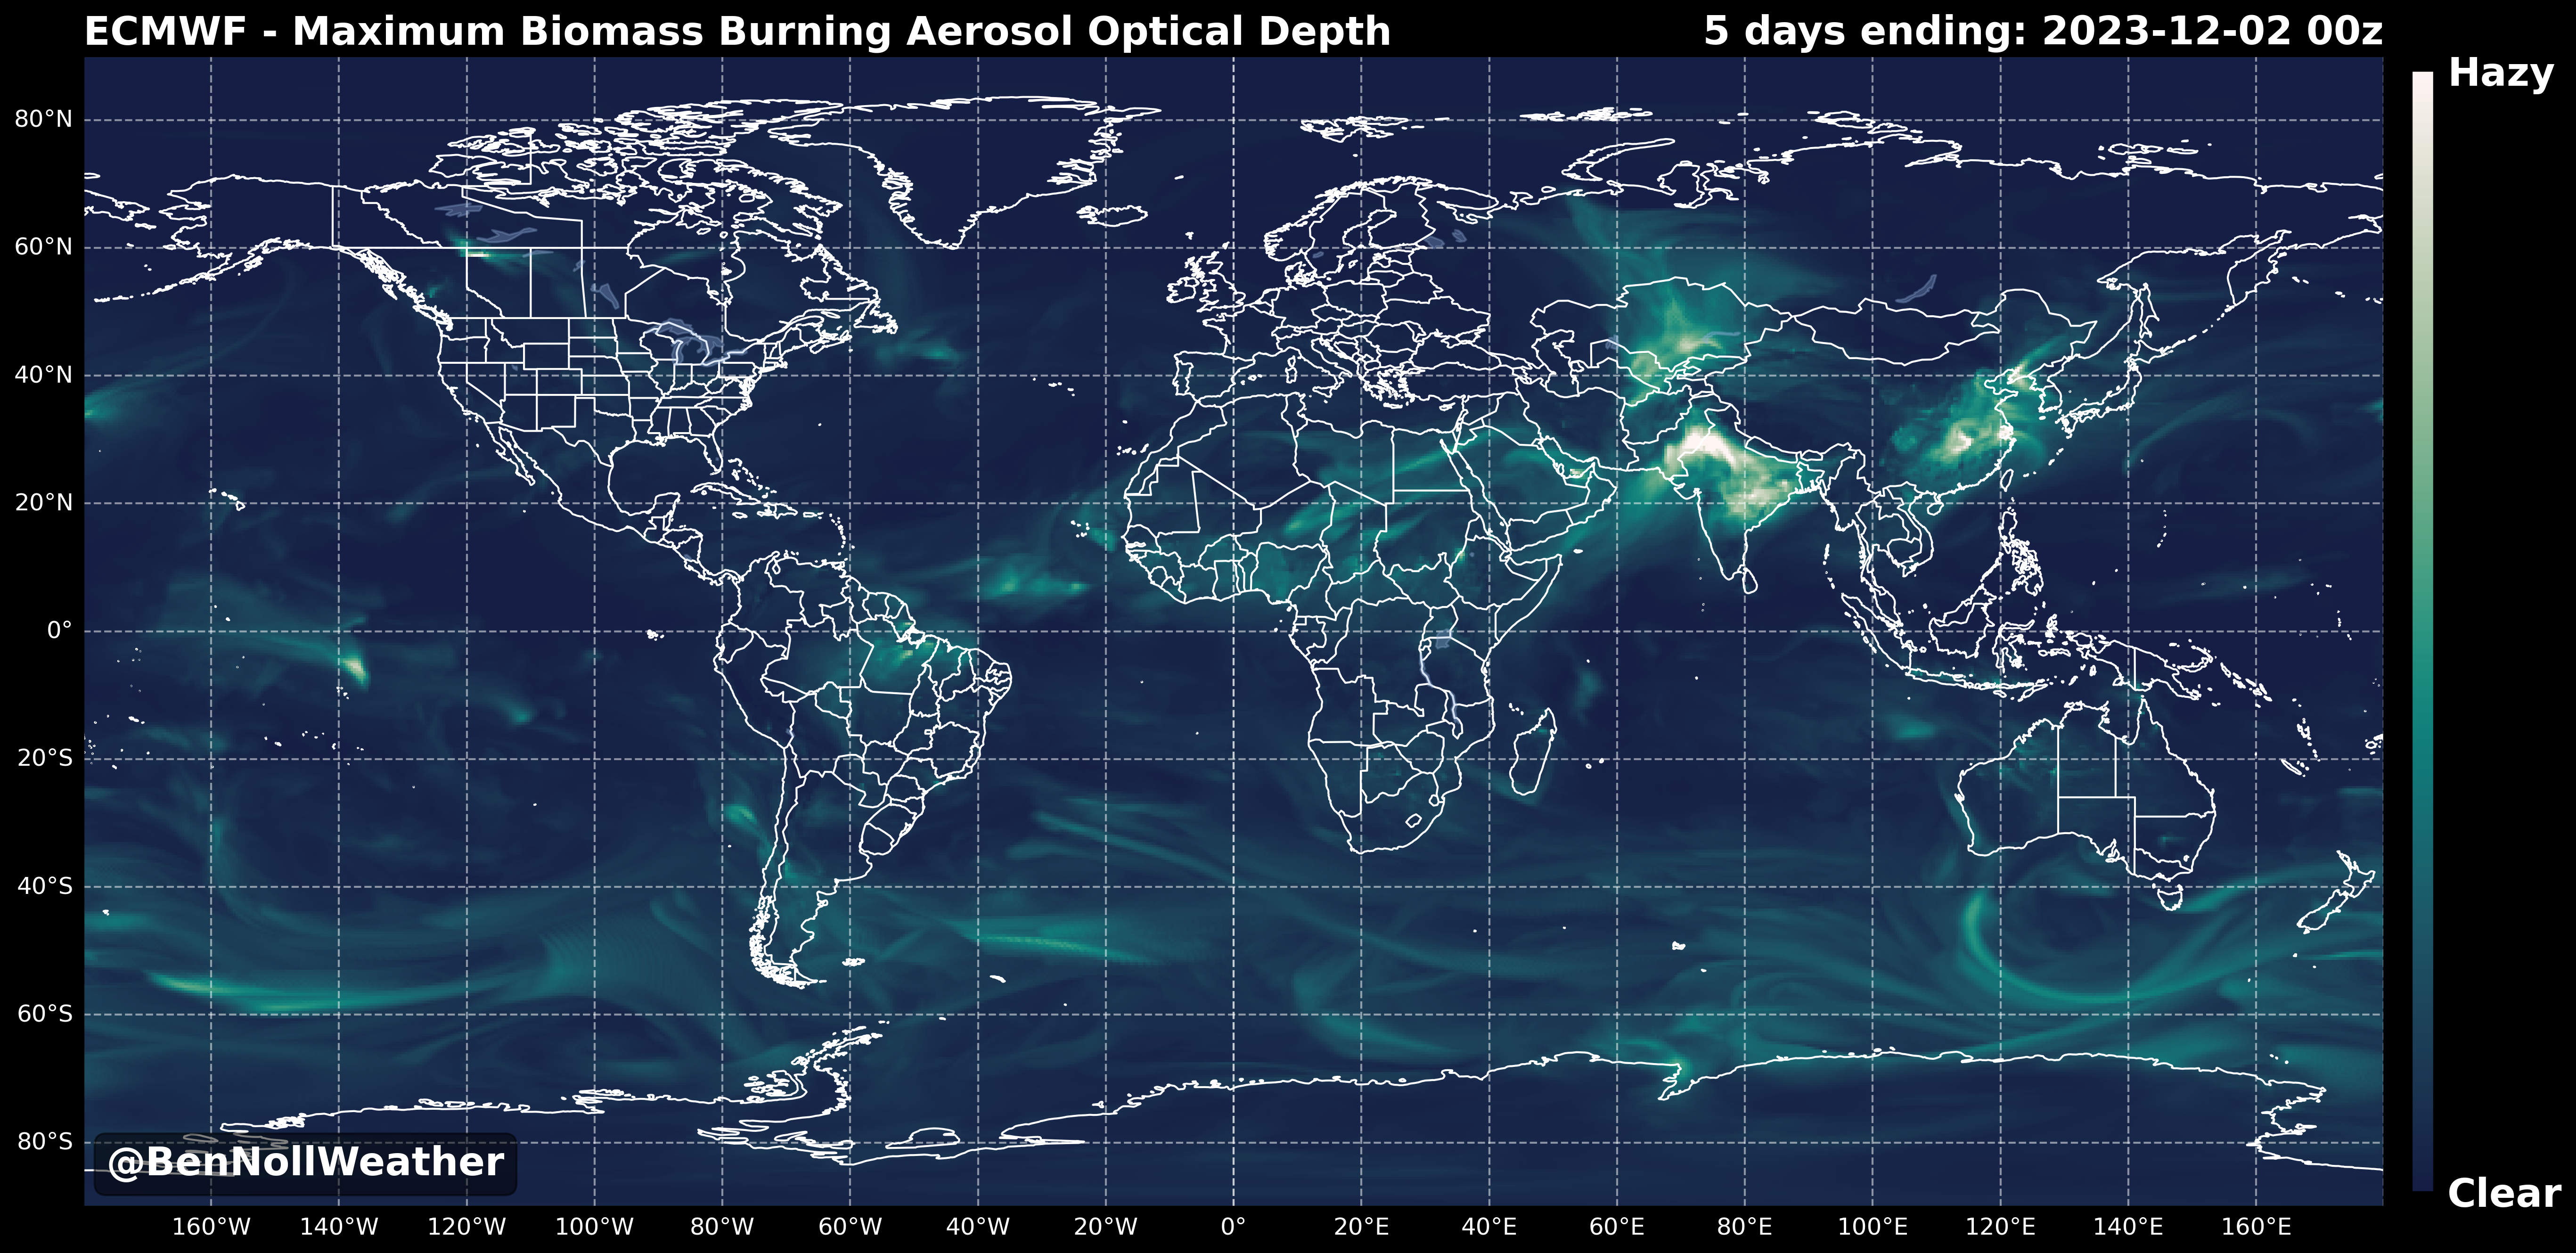 ECMWF - Maximum Biomass Burning Aerosol Optical Depth
5 days ending: 2023-12-02 00z
Hazy
80°N
60°N
40°N
20°N
0°
20°S
40°S
60°S
80°S
@BenNollWeather
Clear
160°W 140°W 120°W 100°W 80°W 60°W 40°W 20°W 0° 20°E 40°E 60°E 80°E 100°E 120°E 140°E 160°E